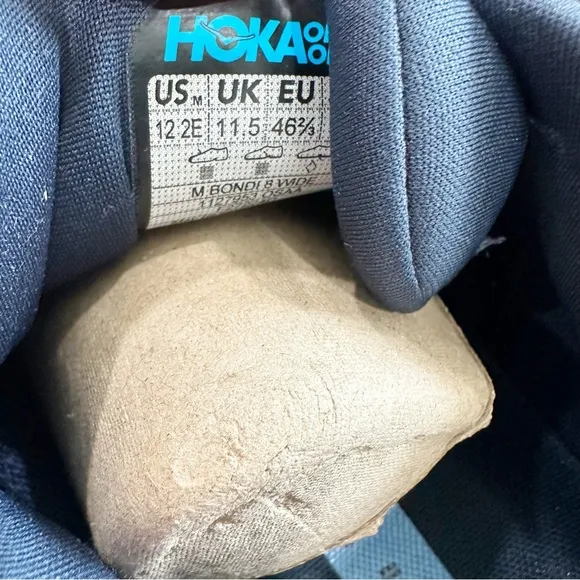 HOKA
US M UK EU
12 2E 11.5 46⅔
M BONDI 8 WIDE